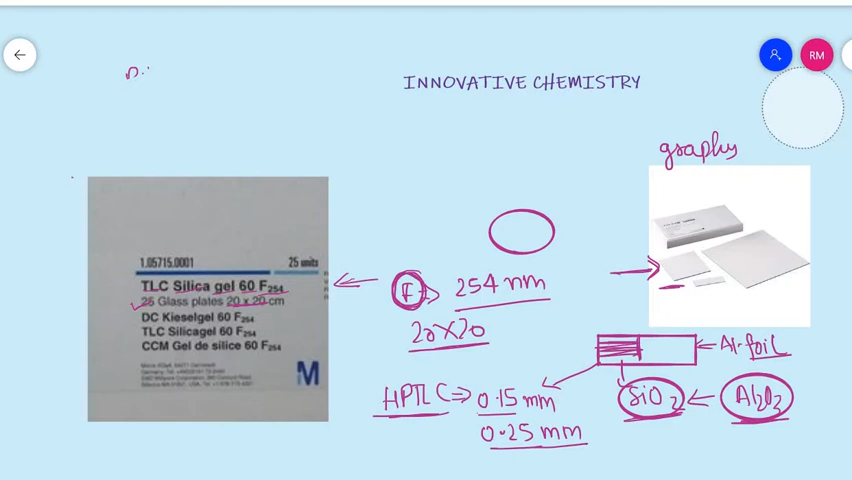 RM
n..
INNOVATIVE CHEMISTRY
graphy
1.05715.0001 25 units
TLC Silica gel 60 F254
25 Glass plates 20 x 20 cm
DC Kieselgel 60 F254
TLC Silicagel 60 F254
CCM Gel de silice 60 F254
M
F ⇒ 254 nm
20X20
Al-foil
HPTLC ⇒ 0.15 mm
0.25 mm
SiO2 ← Al2O3